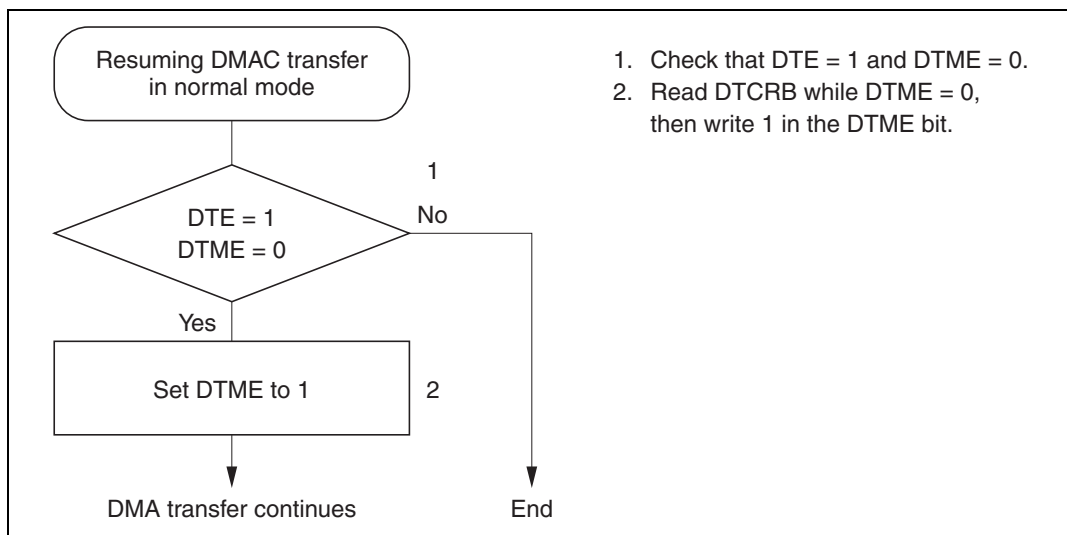 Resuming DMAC transfer
in normal mode
1
DTE = 1
DTME = 0
No
Yes
Set DTME to 1
2
DMA transfer continues
End
1. Check that DTE = 1 and DTME = 0.
2. Read DTCRB while DTME = 0,
then write 1 in the DTME bit.